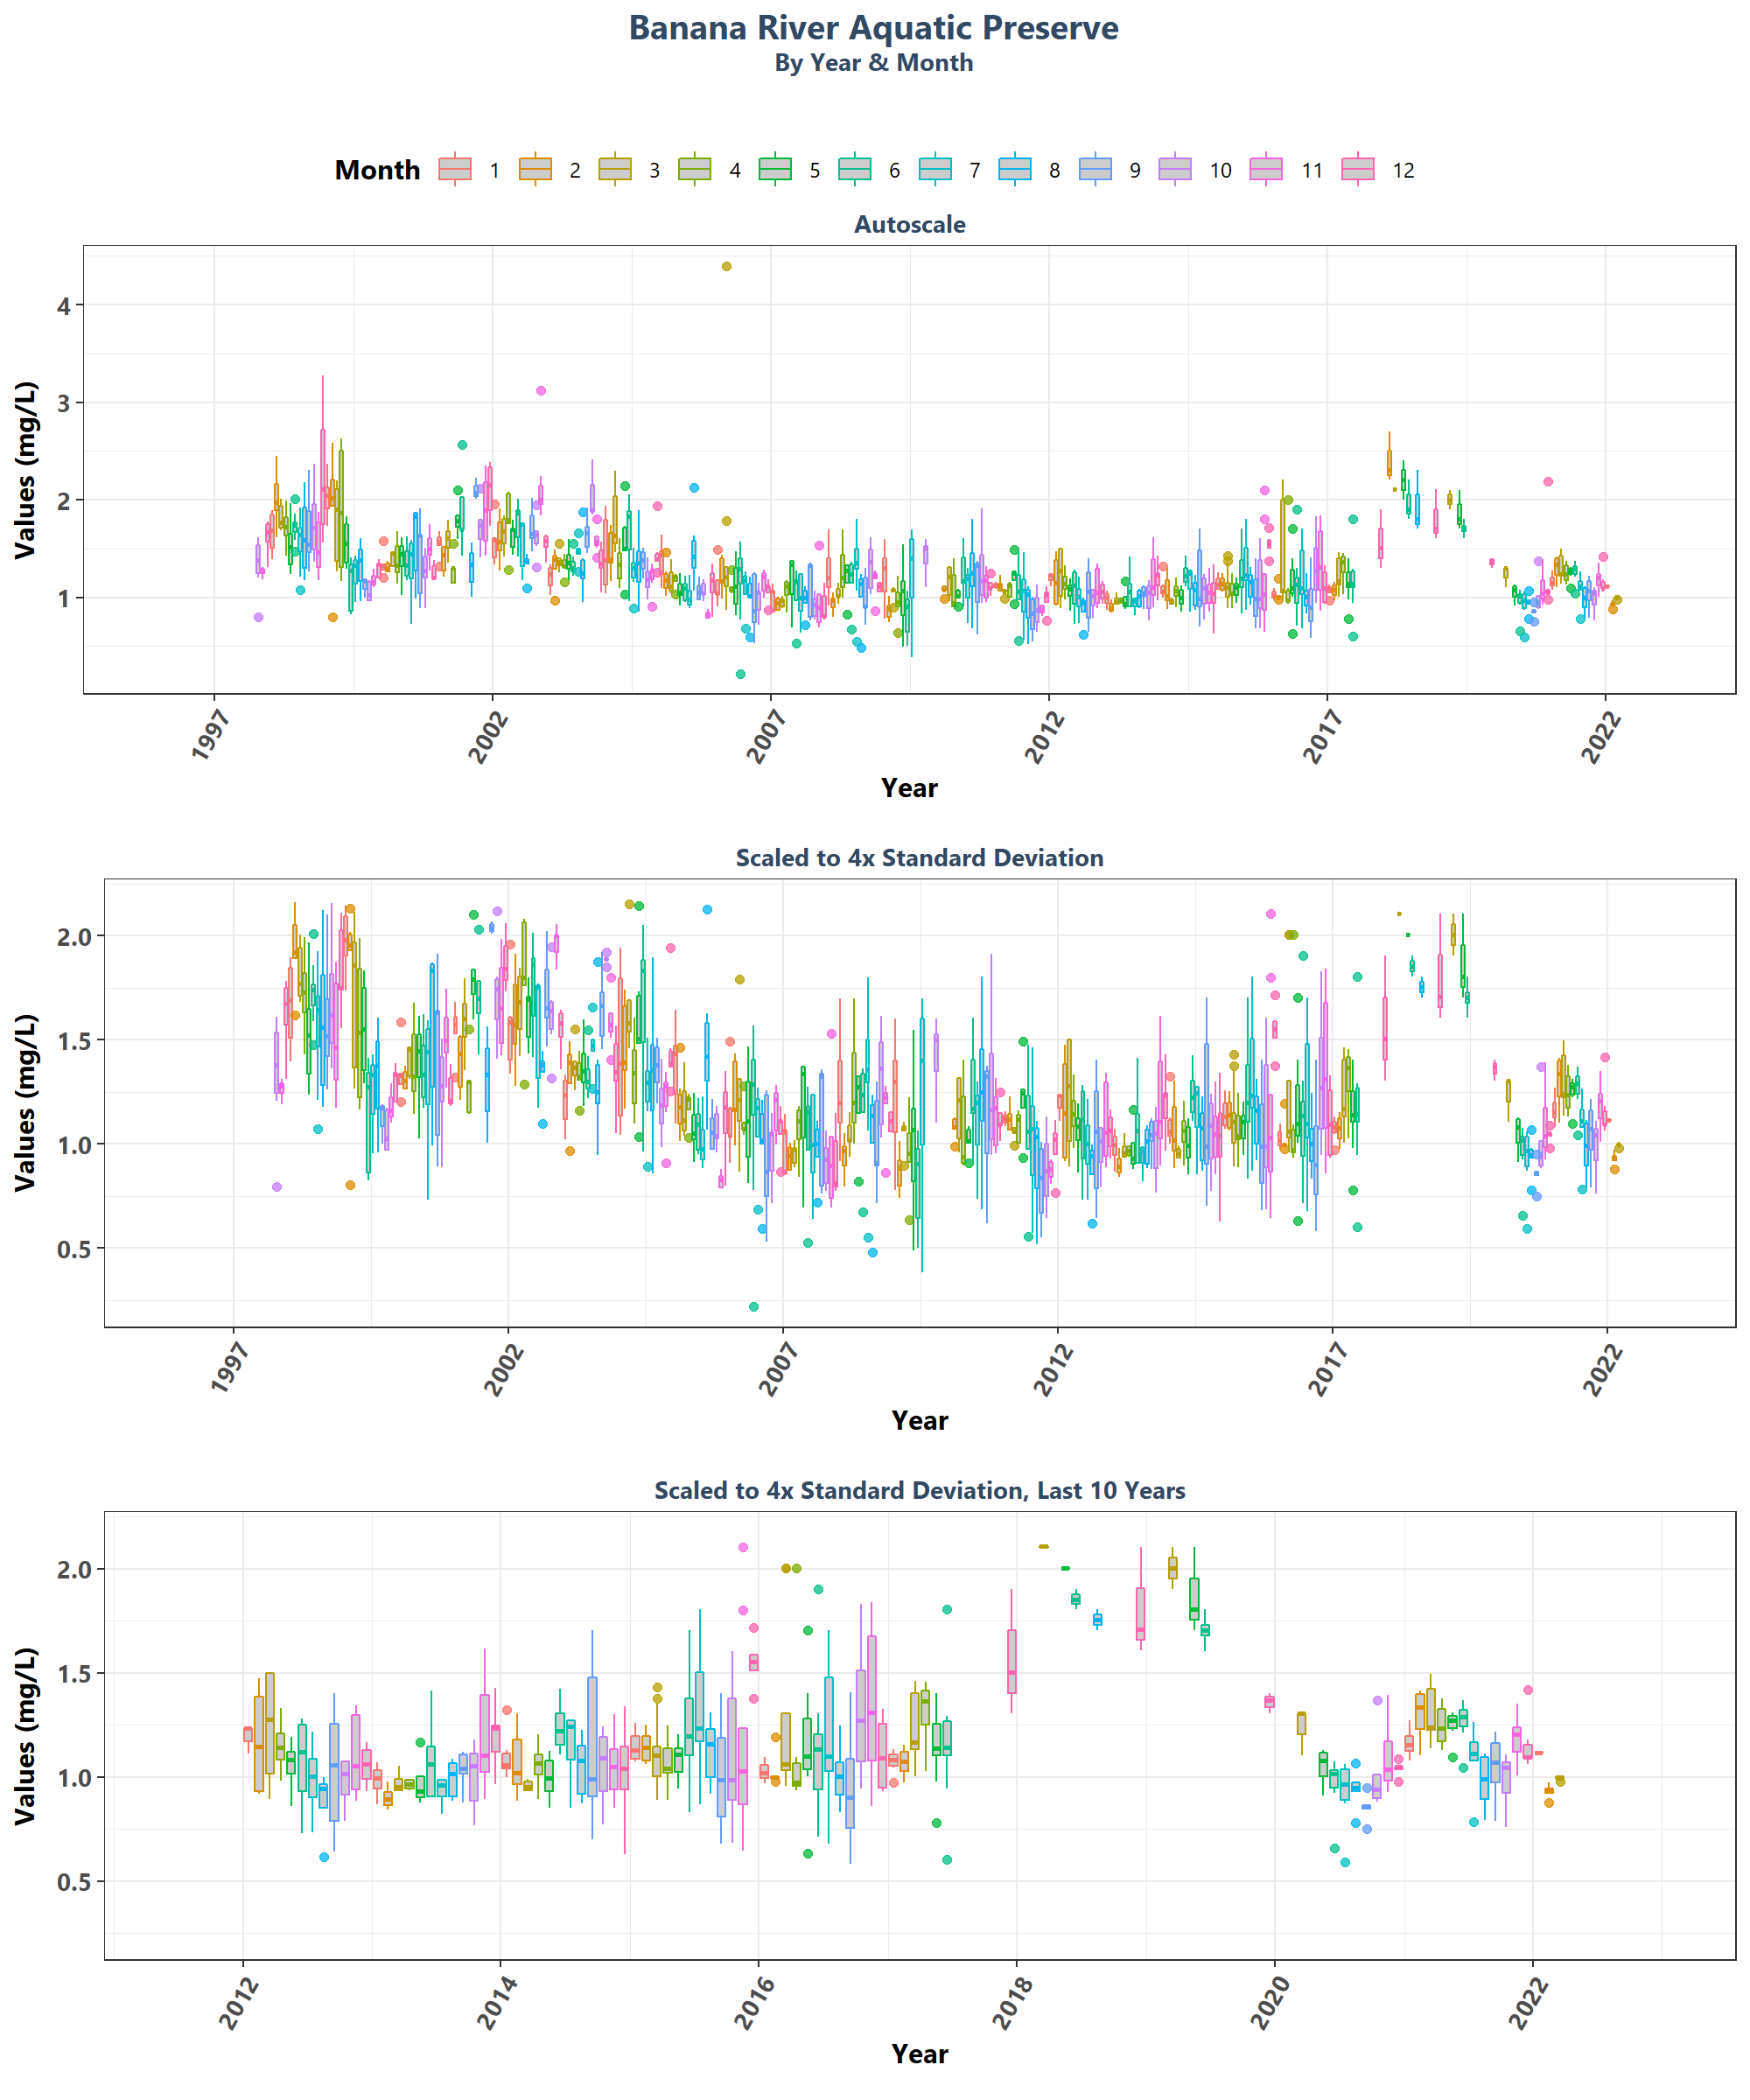 Banana River Aquatic Preserve
By Year & Month
Month 1 2 3 4 5 6 7 8 9 10 11 12
Autoscale
Values (mg/L)
4
3
2
1
1997 2002 2007 2012 2017 2022
Year
Scaled to 4x Standard Deviation
Values (mg/L)
2.0
1.5
1.0
0.5
1997 2002 2007 2012 2017 2022
Year
Scaled to 4x Standard Deviation, Last 10 Years
Values (mg/L)
2.0
1.5
1.0
0.5
2012 2014 2016 2018 2020 2022
Year